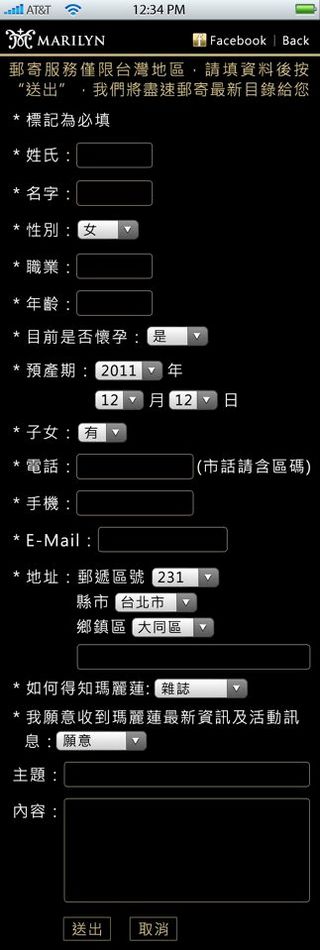 AT&T 12:34 PM
MARILYN Facebook | Back
郵寄服務僅限台灣地區，請填資料後按
“送出”，我們將盡速郵寄最新目錄給您
* 標記為必填
* 姓氏：
* 名字：
* 性別：女
* 職業：
* 年齡：
* 目前是否懷孕：是
* 預產期：2011 年
12 月 12 日
* 子女：有
* 電話： (市話請含區碼)
* 手機：
* E-Mail：
* 地址：郵遞區號 231
縣市 台北市
鄉鎮區 大同區
* 如何得知瑪麗蓮: 雜誌
* 我願意收到瑪麗蓮最新資訊及活動訊
息：願意
主題：
內容：
送出 取消